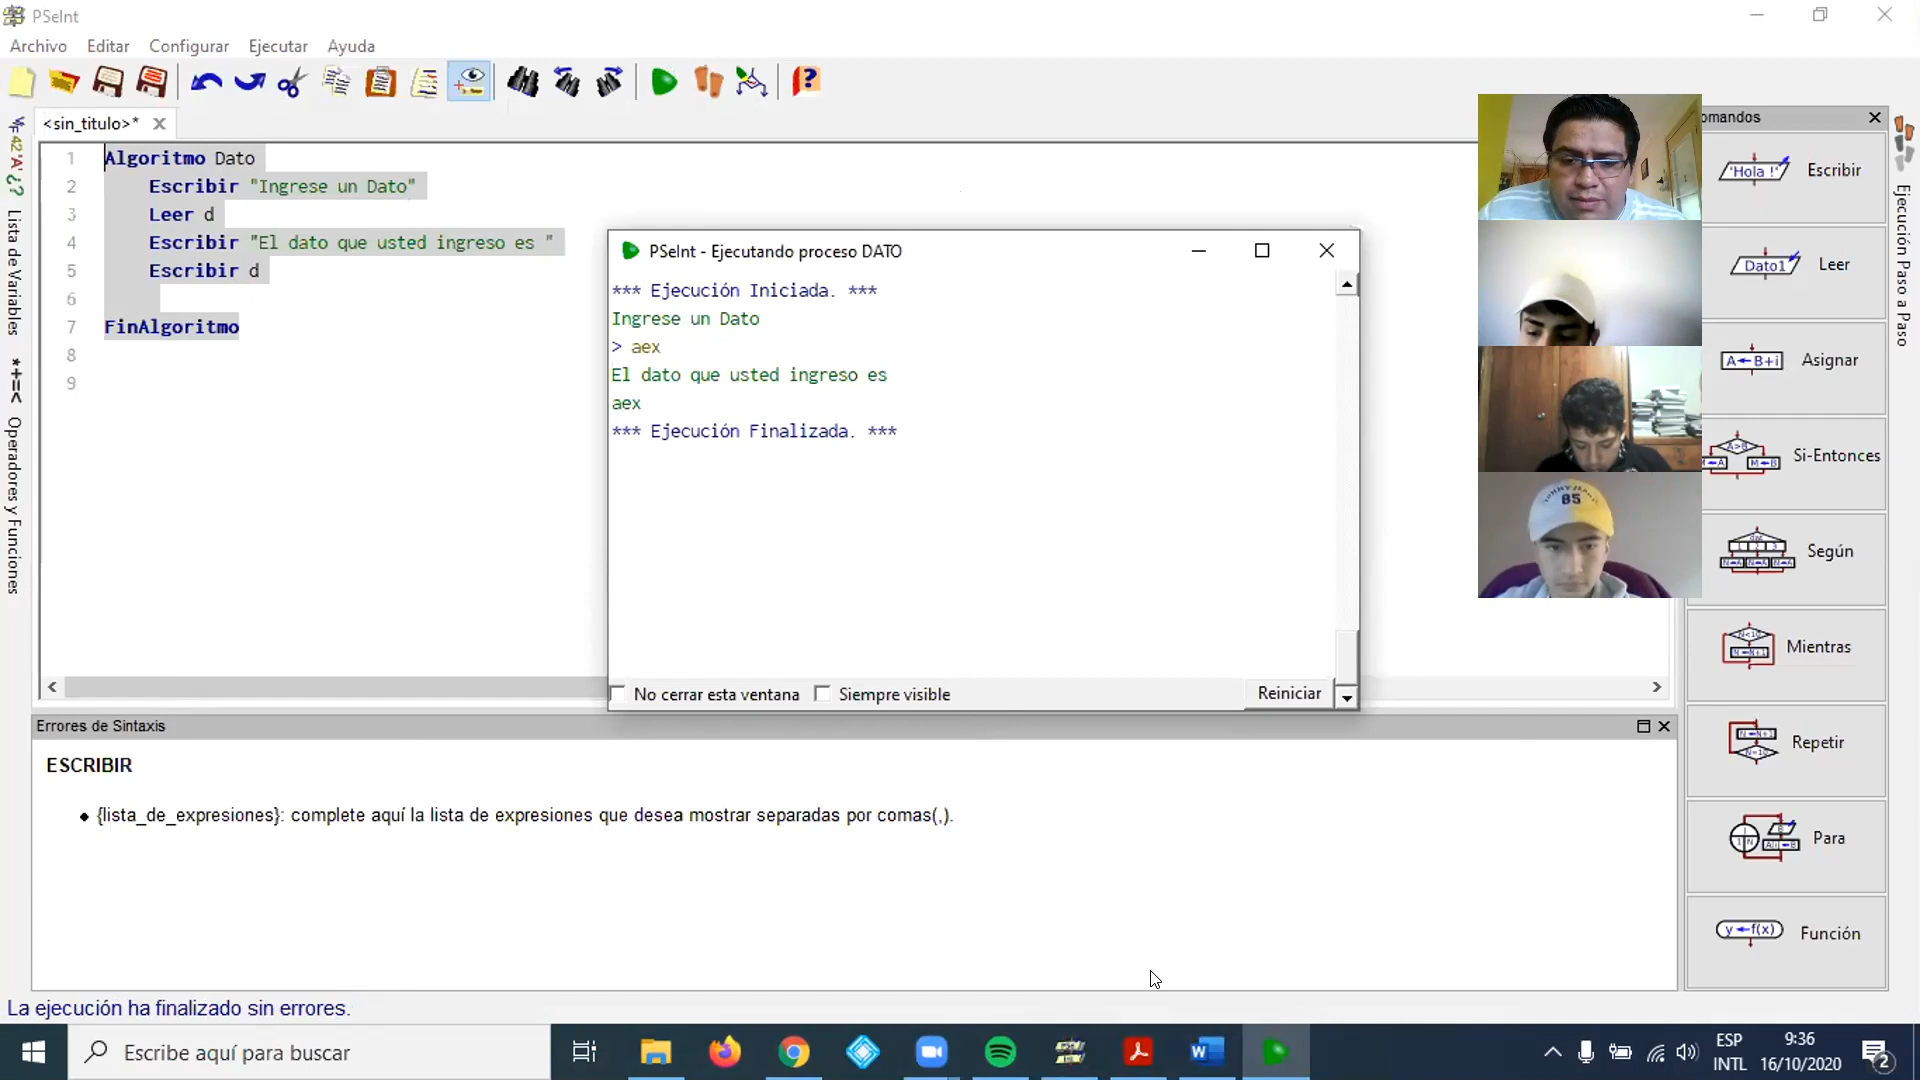 PSeInt
Archivo Editar Configurar Ejecutar Ayuda
<sin_titulo>*
1 Algoritmo Dato
2 Escribir "Ingrese un Dato"
3 Leer d
4 Escribir "El dato que usted ingreso es "
5 Escribir d
6
7 FinAlgoritmo
8
9
Lista de Variables
*+=<
Operadores y Funciones
PSeInt - Ejecutando proceso DATO
*** Ejecución Iniciada. ***
Ingrese un Dato
> aex
El dato que usted ingreso es
aex
*** Ejecución Finalizada. ***
No cerrar esta ventana
Siempre visible
Reiniciar
85
omandos
'Hola !' Escribir
Dato1 Leer
A←B+i Asignar
A>B Si-Entonces
Según
Mientras
Repetir
Para
y←f(x) Función
Ejecución Paso a Paso
Errores de Sintaxis
ESCRIBIR
{lista_de_expresiones}: complete aquí la lista de expresiones que desea mostrar separadas por comas(,).
La ejecución ha finalizado sin errores.
Escribe aquí para buscar
ESP
INTL
9:36
16/10/2020
2